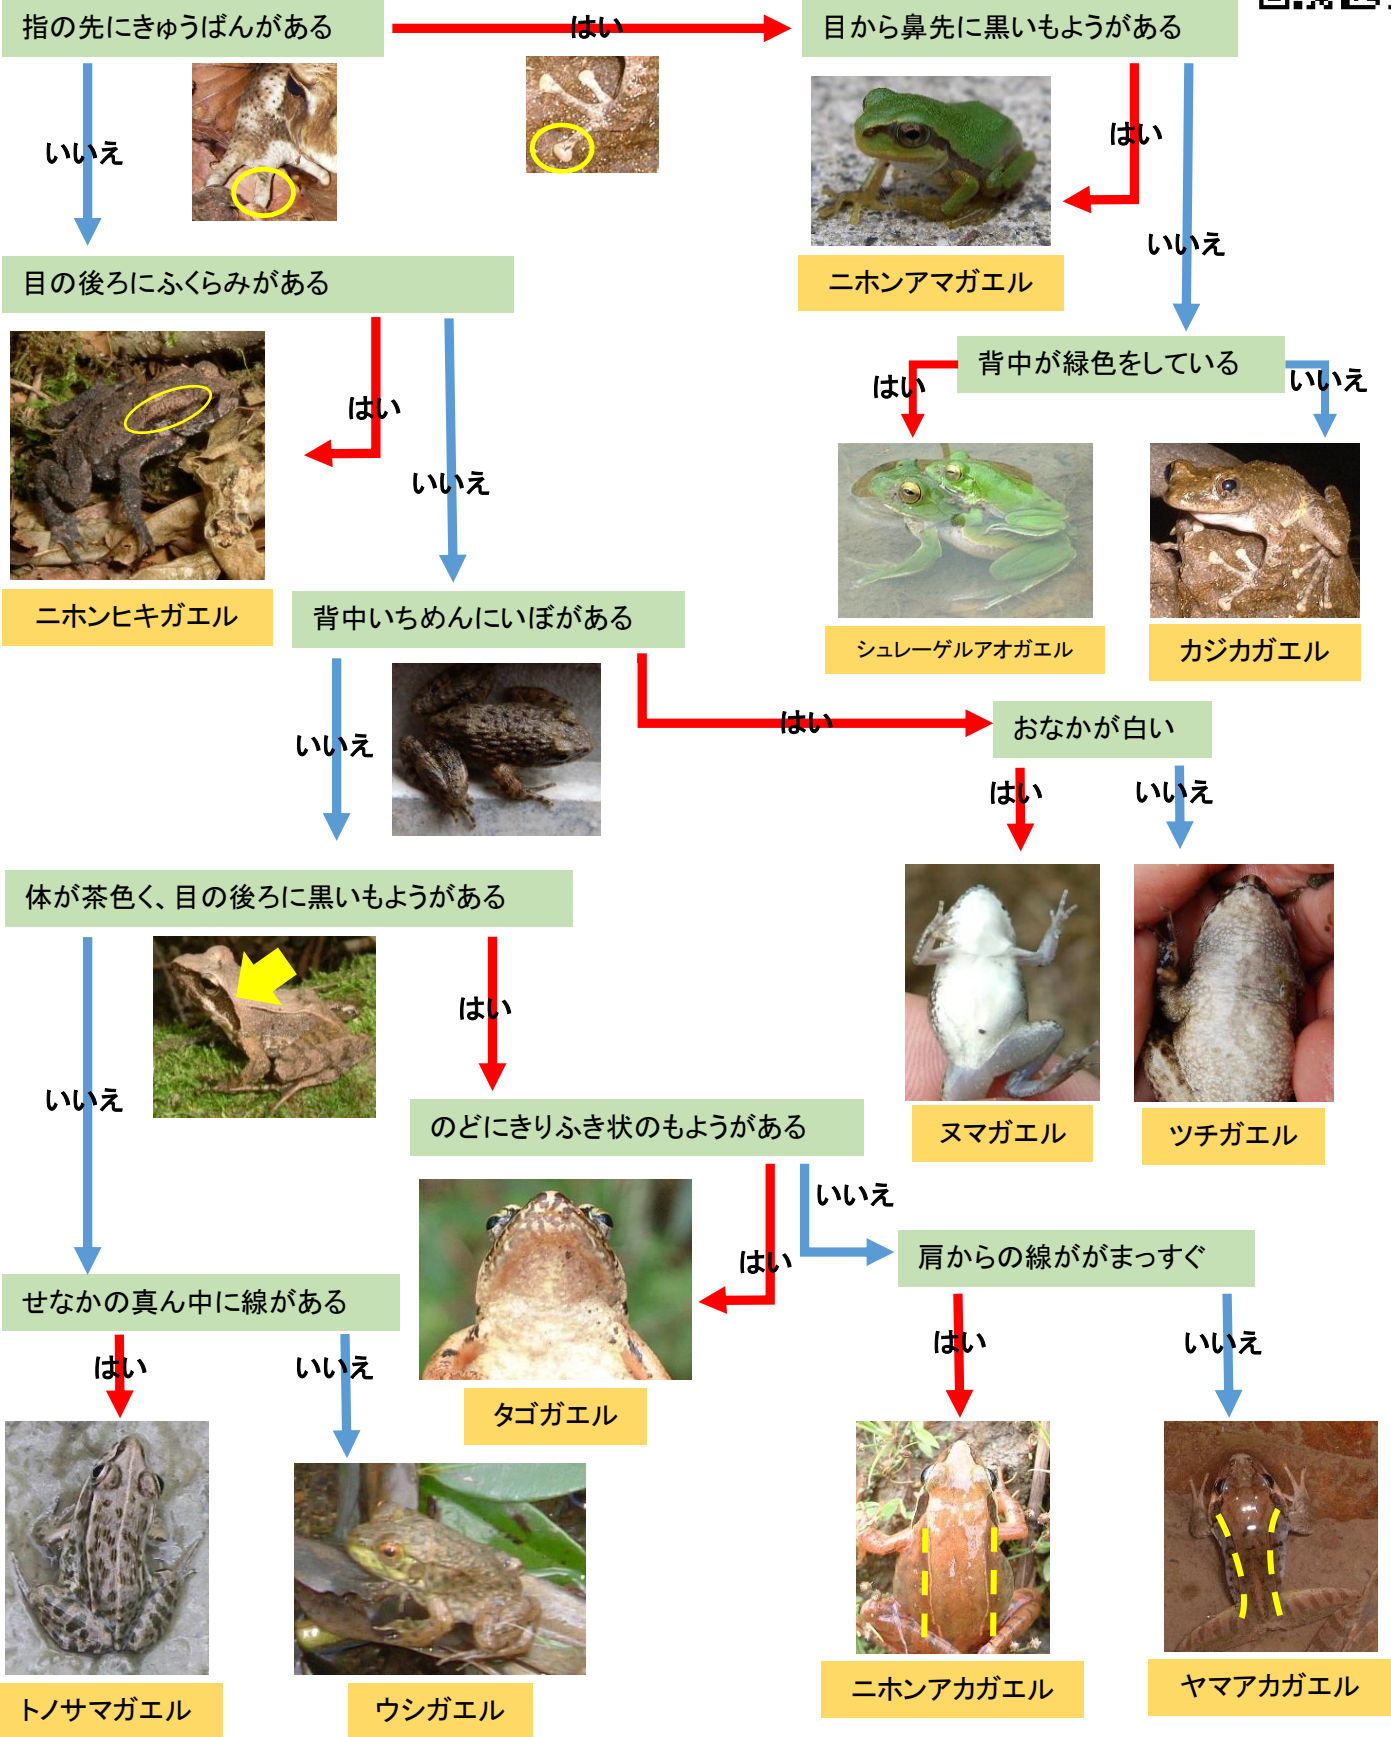 指の先にきゅうばんがある
はい
目から鼻先に黒いもようがある
いいえ
はい
いいえ
目の後ろにふくらみがある
ニホンアマガエル
背中が緑色をしている
はい
いいえ
はい
いいえ
ニホンヒキガエル
背中いちめんにいぼがある
シュレーゲルアオガエル
カジカガエル
いいえ
はい
おなかが白い
はい
いいえ
体が茶色く、目の後ろに黒いもようがある
はい
いいえ
のどにきりふき状のもようがある
ヌマガエル
ツチガエル
いいえ
はい
肩からの線ががまっすぐ
せなかの真ん中に線がある
はい
いいえ
はい
いいえ
タゴガエル
トノサマガエル
ウシガエル
ニホンアカガエル
ヤマアカガエル